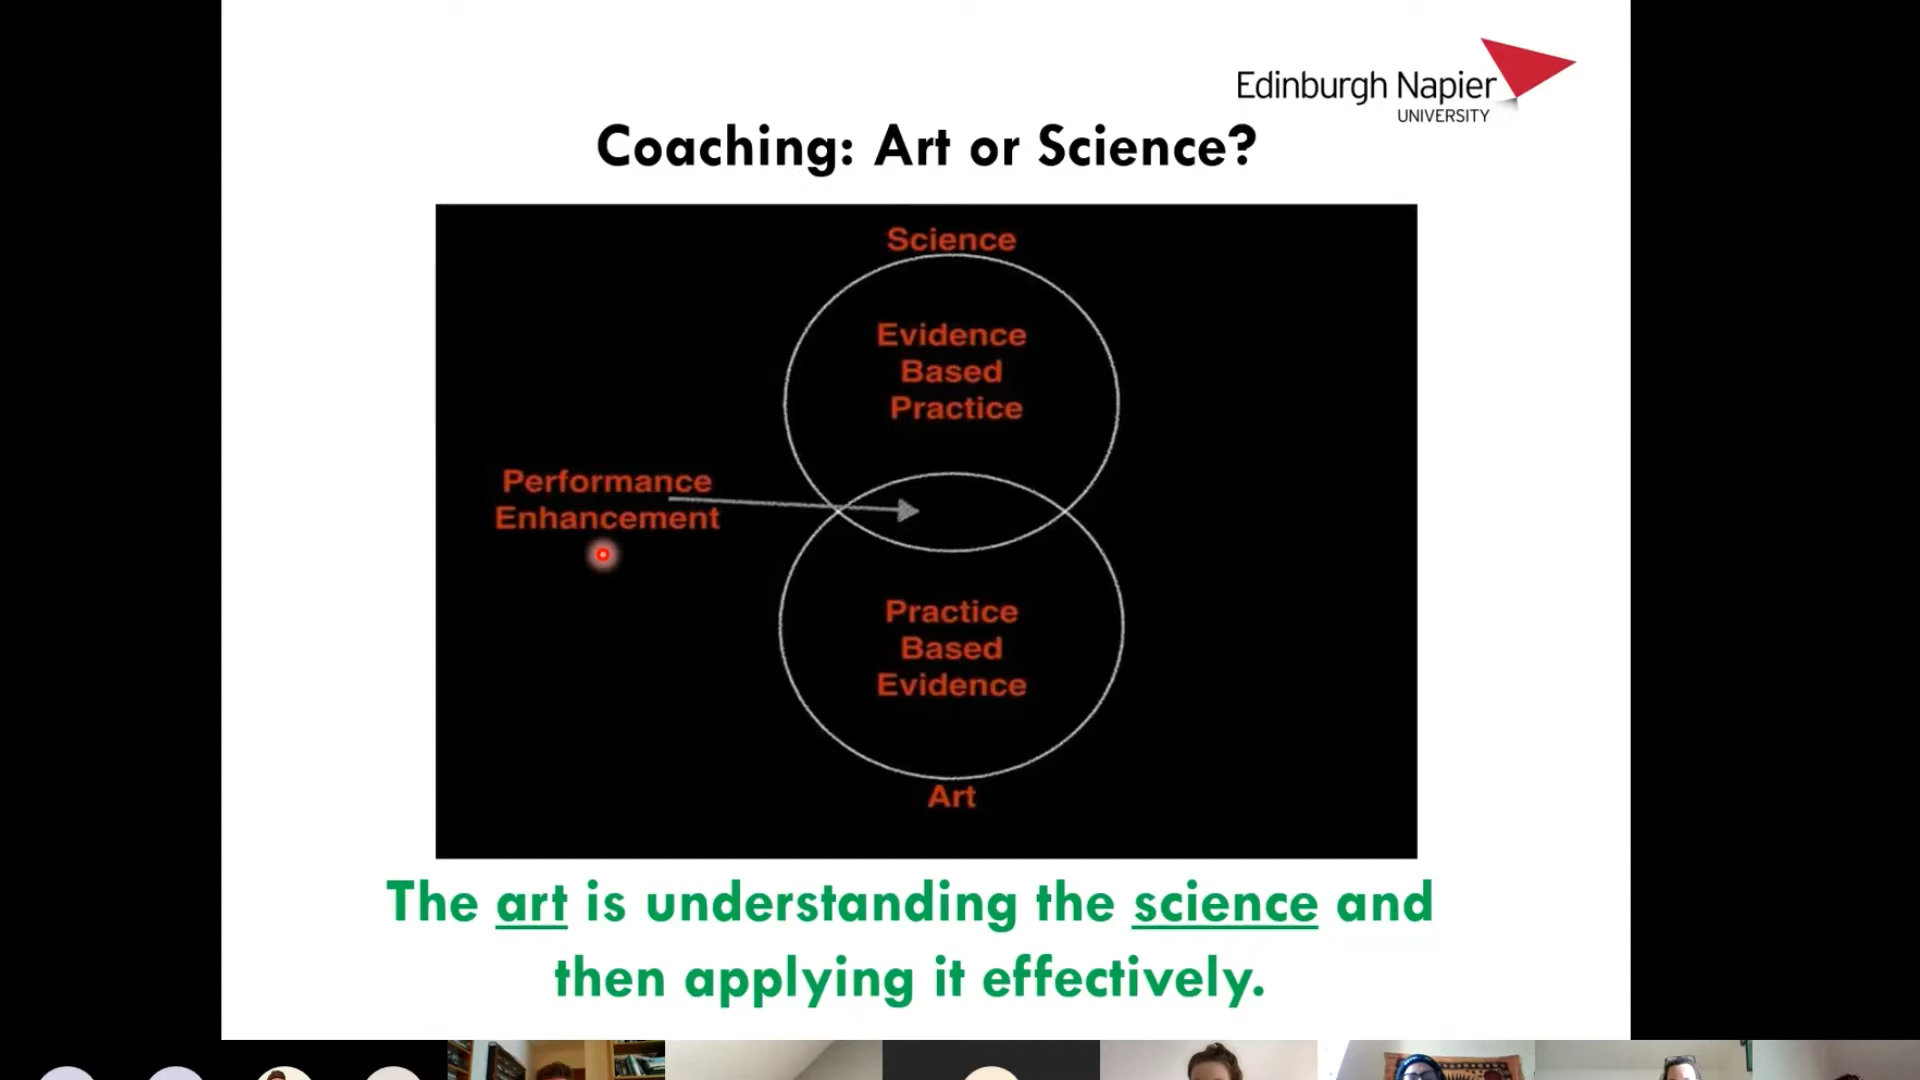 Edinburgh Napier
UNIVERSITY
Coaching: Art or Science?
Science
Evidence
Based
Practice
Performance
Enhancement
Practice
Based
Evidence
Art
The art is understanding the science and
then applying it effectively.